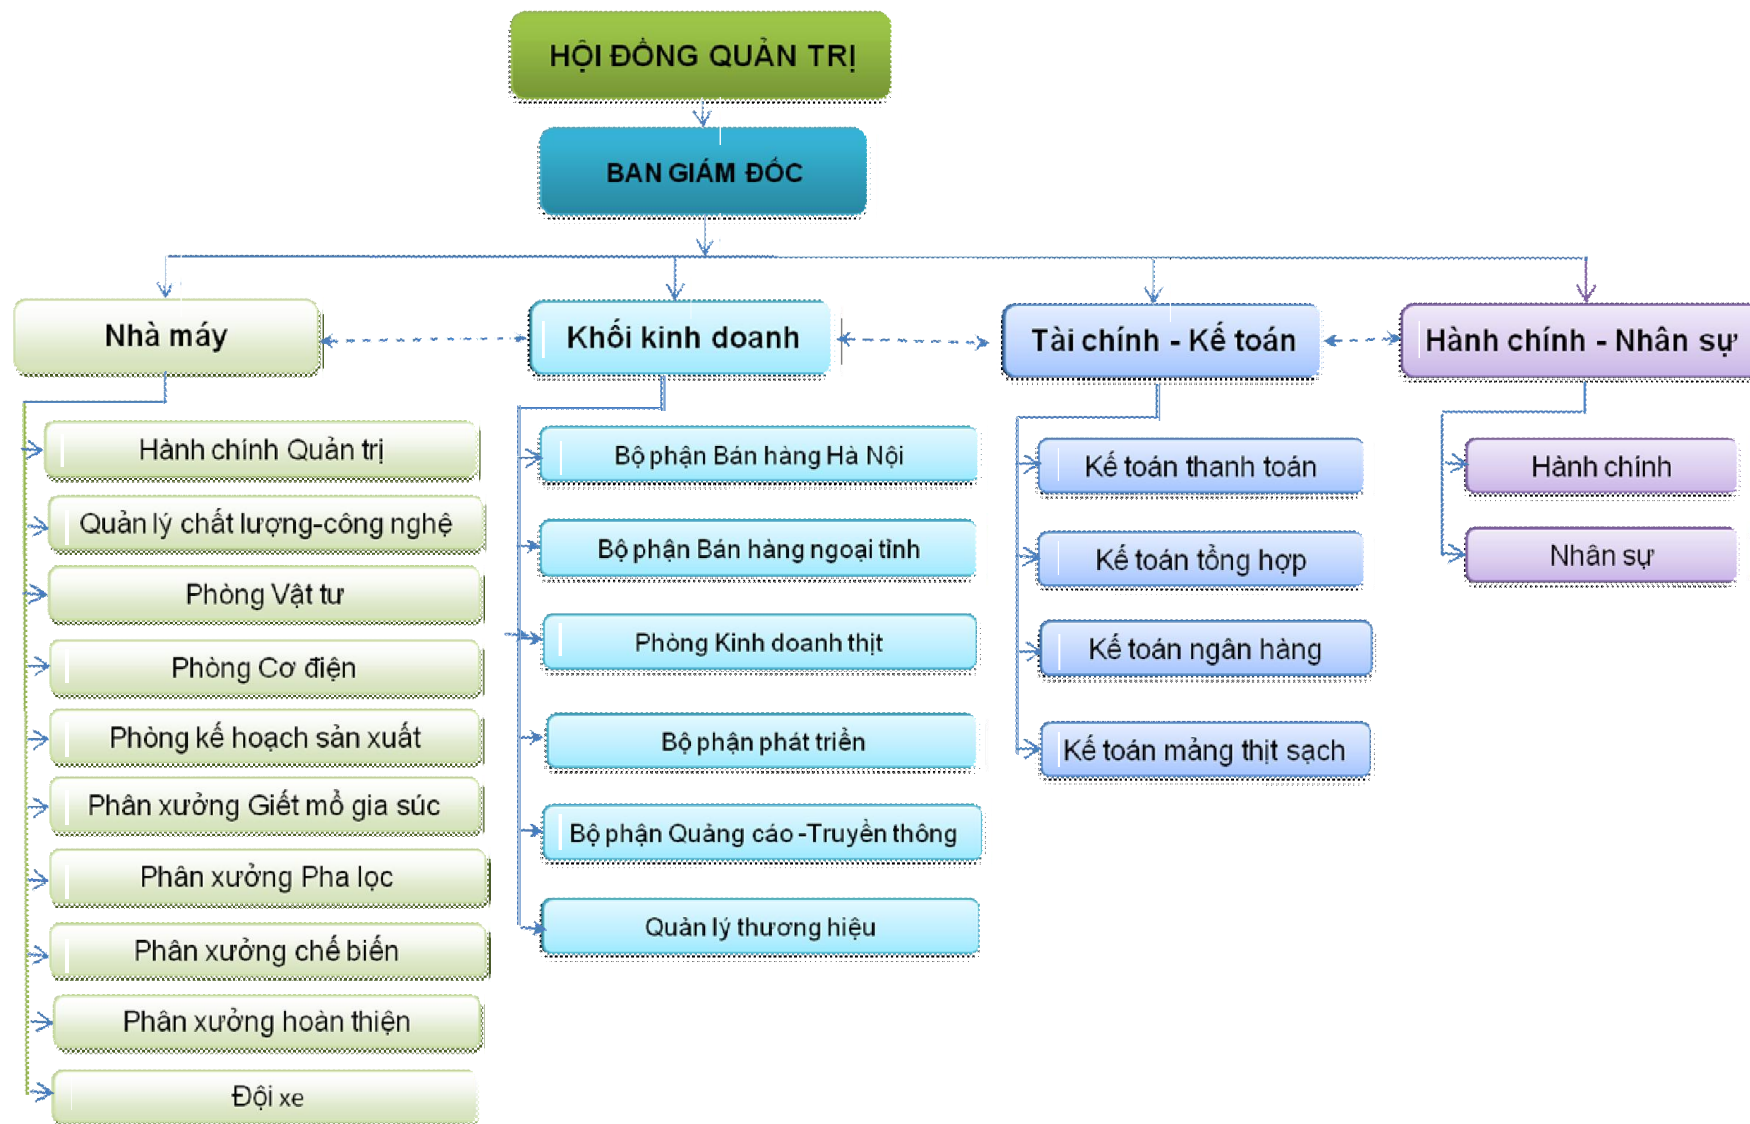 HỘI ĐỒNG QUẢN TRỊ
BAN GIÁM ĐỐC
Nhà máy
Khối kinh doanh
Tài chính - Kế toán
Hành chính - Nhân sự
Hành chính Quản trị
Quản lý chất lượng-công nghệ
Phòng Vật tư
Phòng Cơ điện
Phòng kế hoạch sản xuất
Phân xưởng Giết mổ gia súc
Phân xưởng Pha lọc
Phân xưởng chế biến
Phân xưởng hoàn thiện
Đội xe
Bộ phận Bán hàng Hà Nội
Bộ phận Bán hàng ngoại tỉnh
Phòng Kinh doanh thịt
Bộ phận phát triển
Bộ phận Quảng cáo -Truyền thông
Quản lý thương hiệu
Kế toán thanh toán
Kế toán tổng hợp
Kế toán ngân hàng
Kế toán mảng thịt sạch
Hành chính
Nhân sự